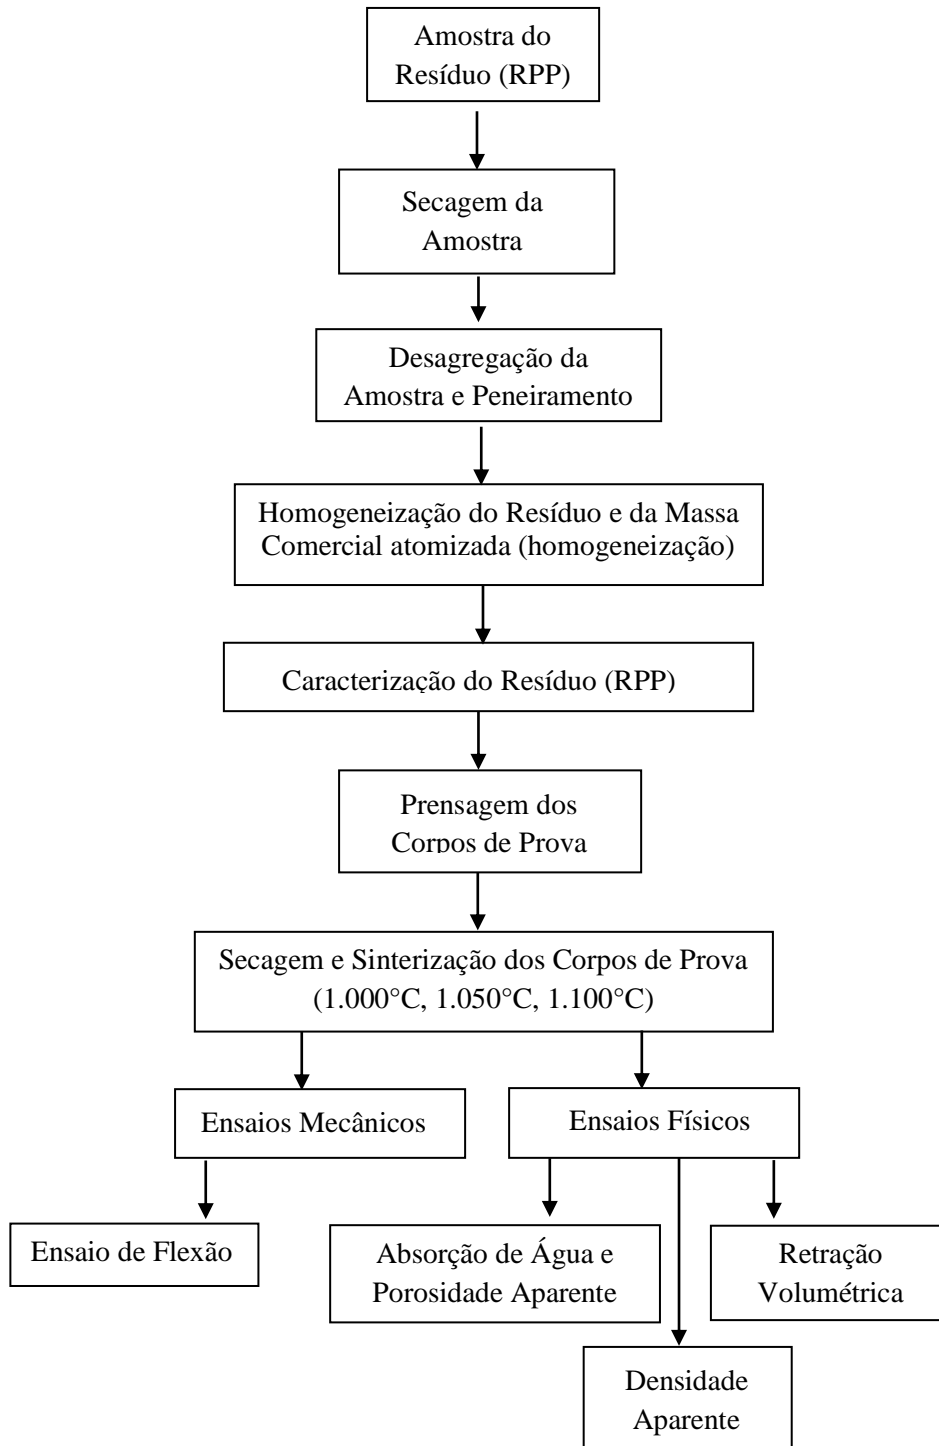 Amostra do
Resíduo (RPP)
Secagem da
Amostra
Desagregação da
Amostra e Peneiramento
Homogeneização do Resíduo e da Massa
Comercial atomizada (homogeneização)
Caracterização do Resíduo (RPP)
Prensagem dos
Corpos de Prova
Secagem e Sinterização dos Corpos de Prova
(1.000°C, 1.050°C, 1.100°C)
Ensaios Mecânicos
Ensaios Físicos
Ensaio de Flexão
Absorção de Água e
Porosidade Aparente
Retração
Volumétrica
Densidade
Aparente